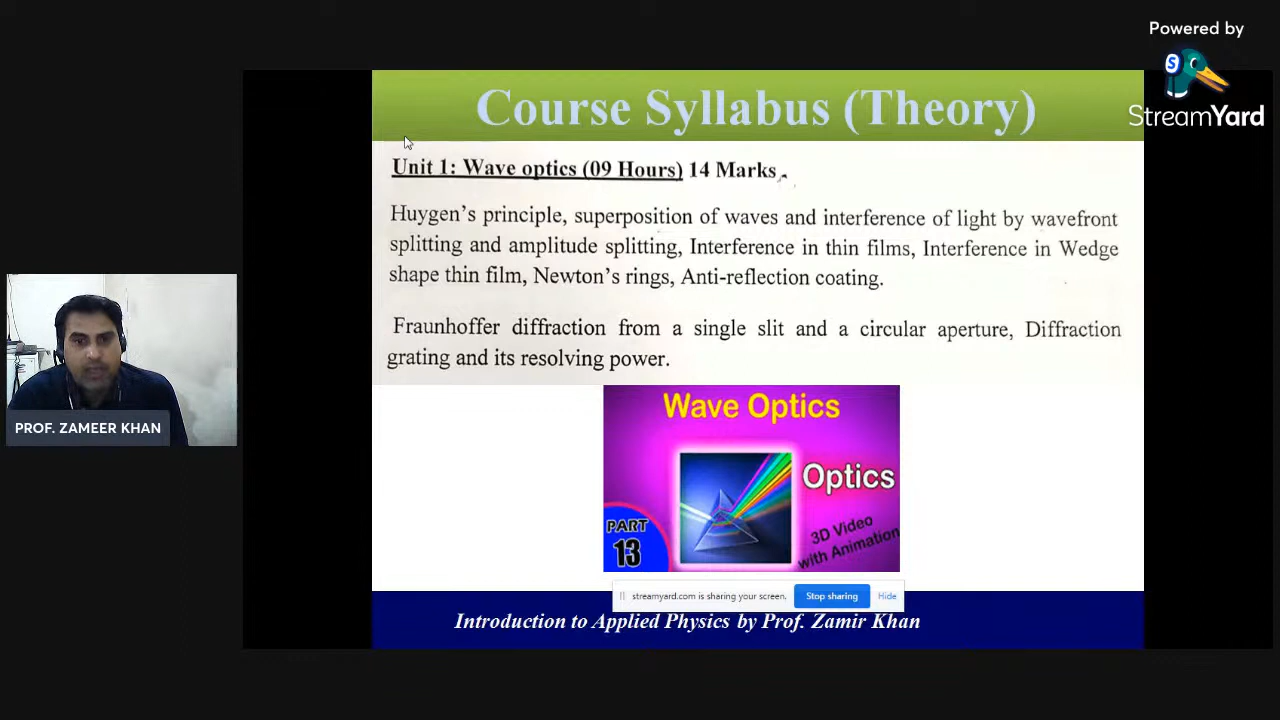 Powered by
S
StreamYard
Course Syllabus (Theory)
Unit 1: Wave optics (09 Hours) 14 Marks
Huygen's principle, superposition of waves and interference of light by wavefront
splitting and amplitude splitting, Interference in thin films, Interference in Wedge
shape thin film, Newton's rings, Anti-reflection coating.
Fraunhoffer diffraction from a single slit and a circular aperture, Diffraction
grating and its resolving power.
PROF. ZAMEER KHAN
Wave Optics
Optics
PART
13
3D Video
with Animation
streamyard.com is sharing your screen.
Stop sharing
Hide
Introduction to Applied Physics by Prof. Zamir Khan